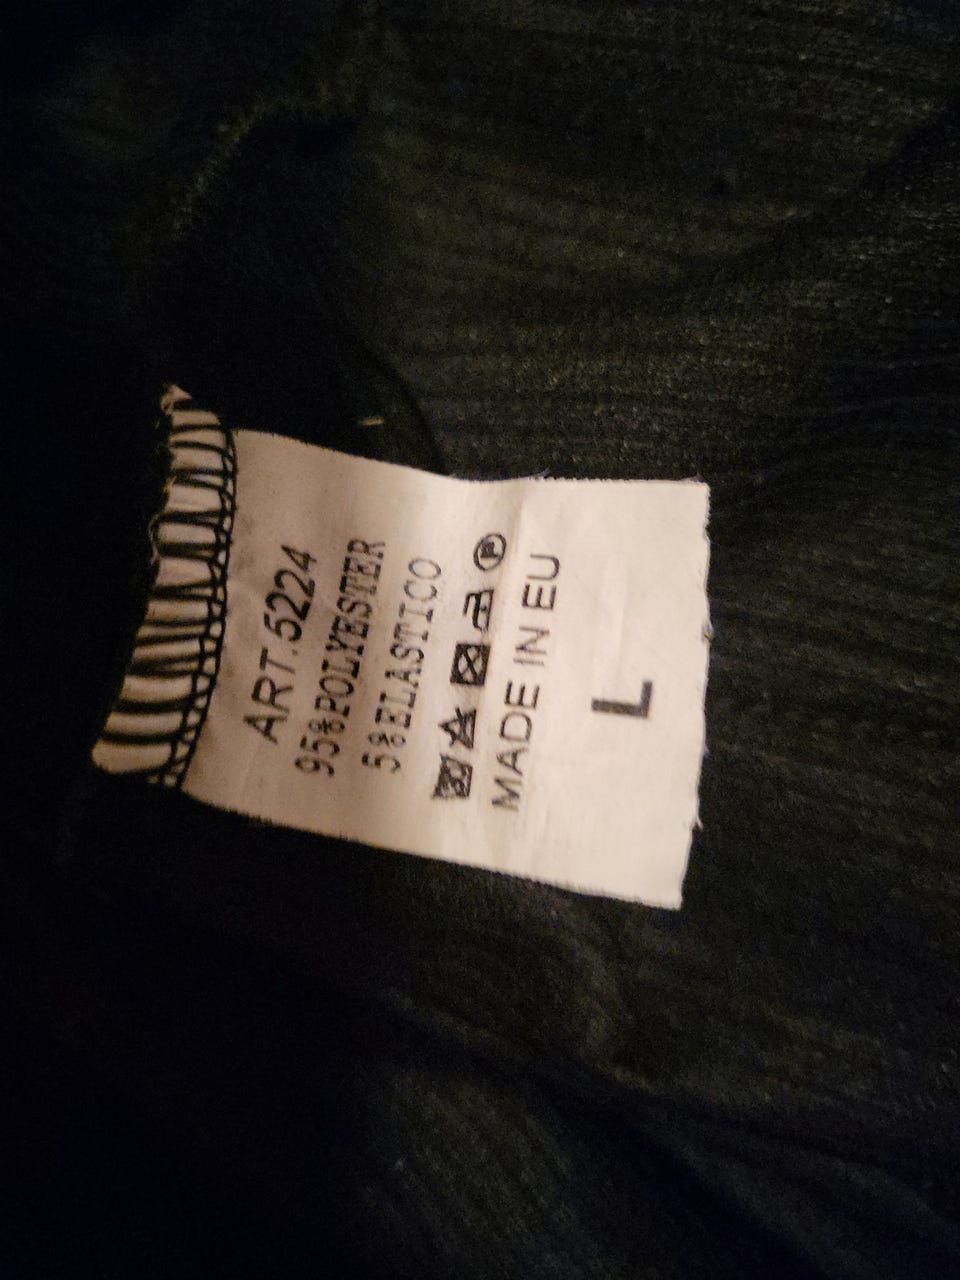 ART.5224
95%POLYESTER
5%ELASTICO
MADE IN EU
L